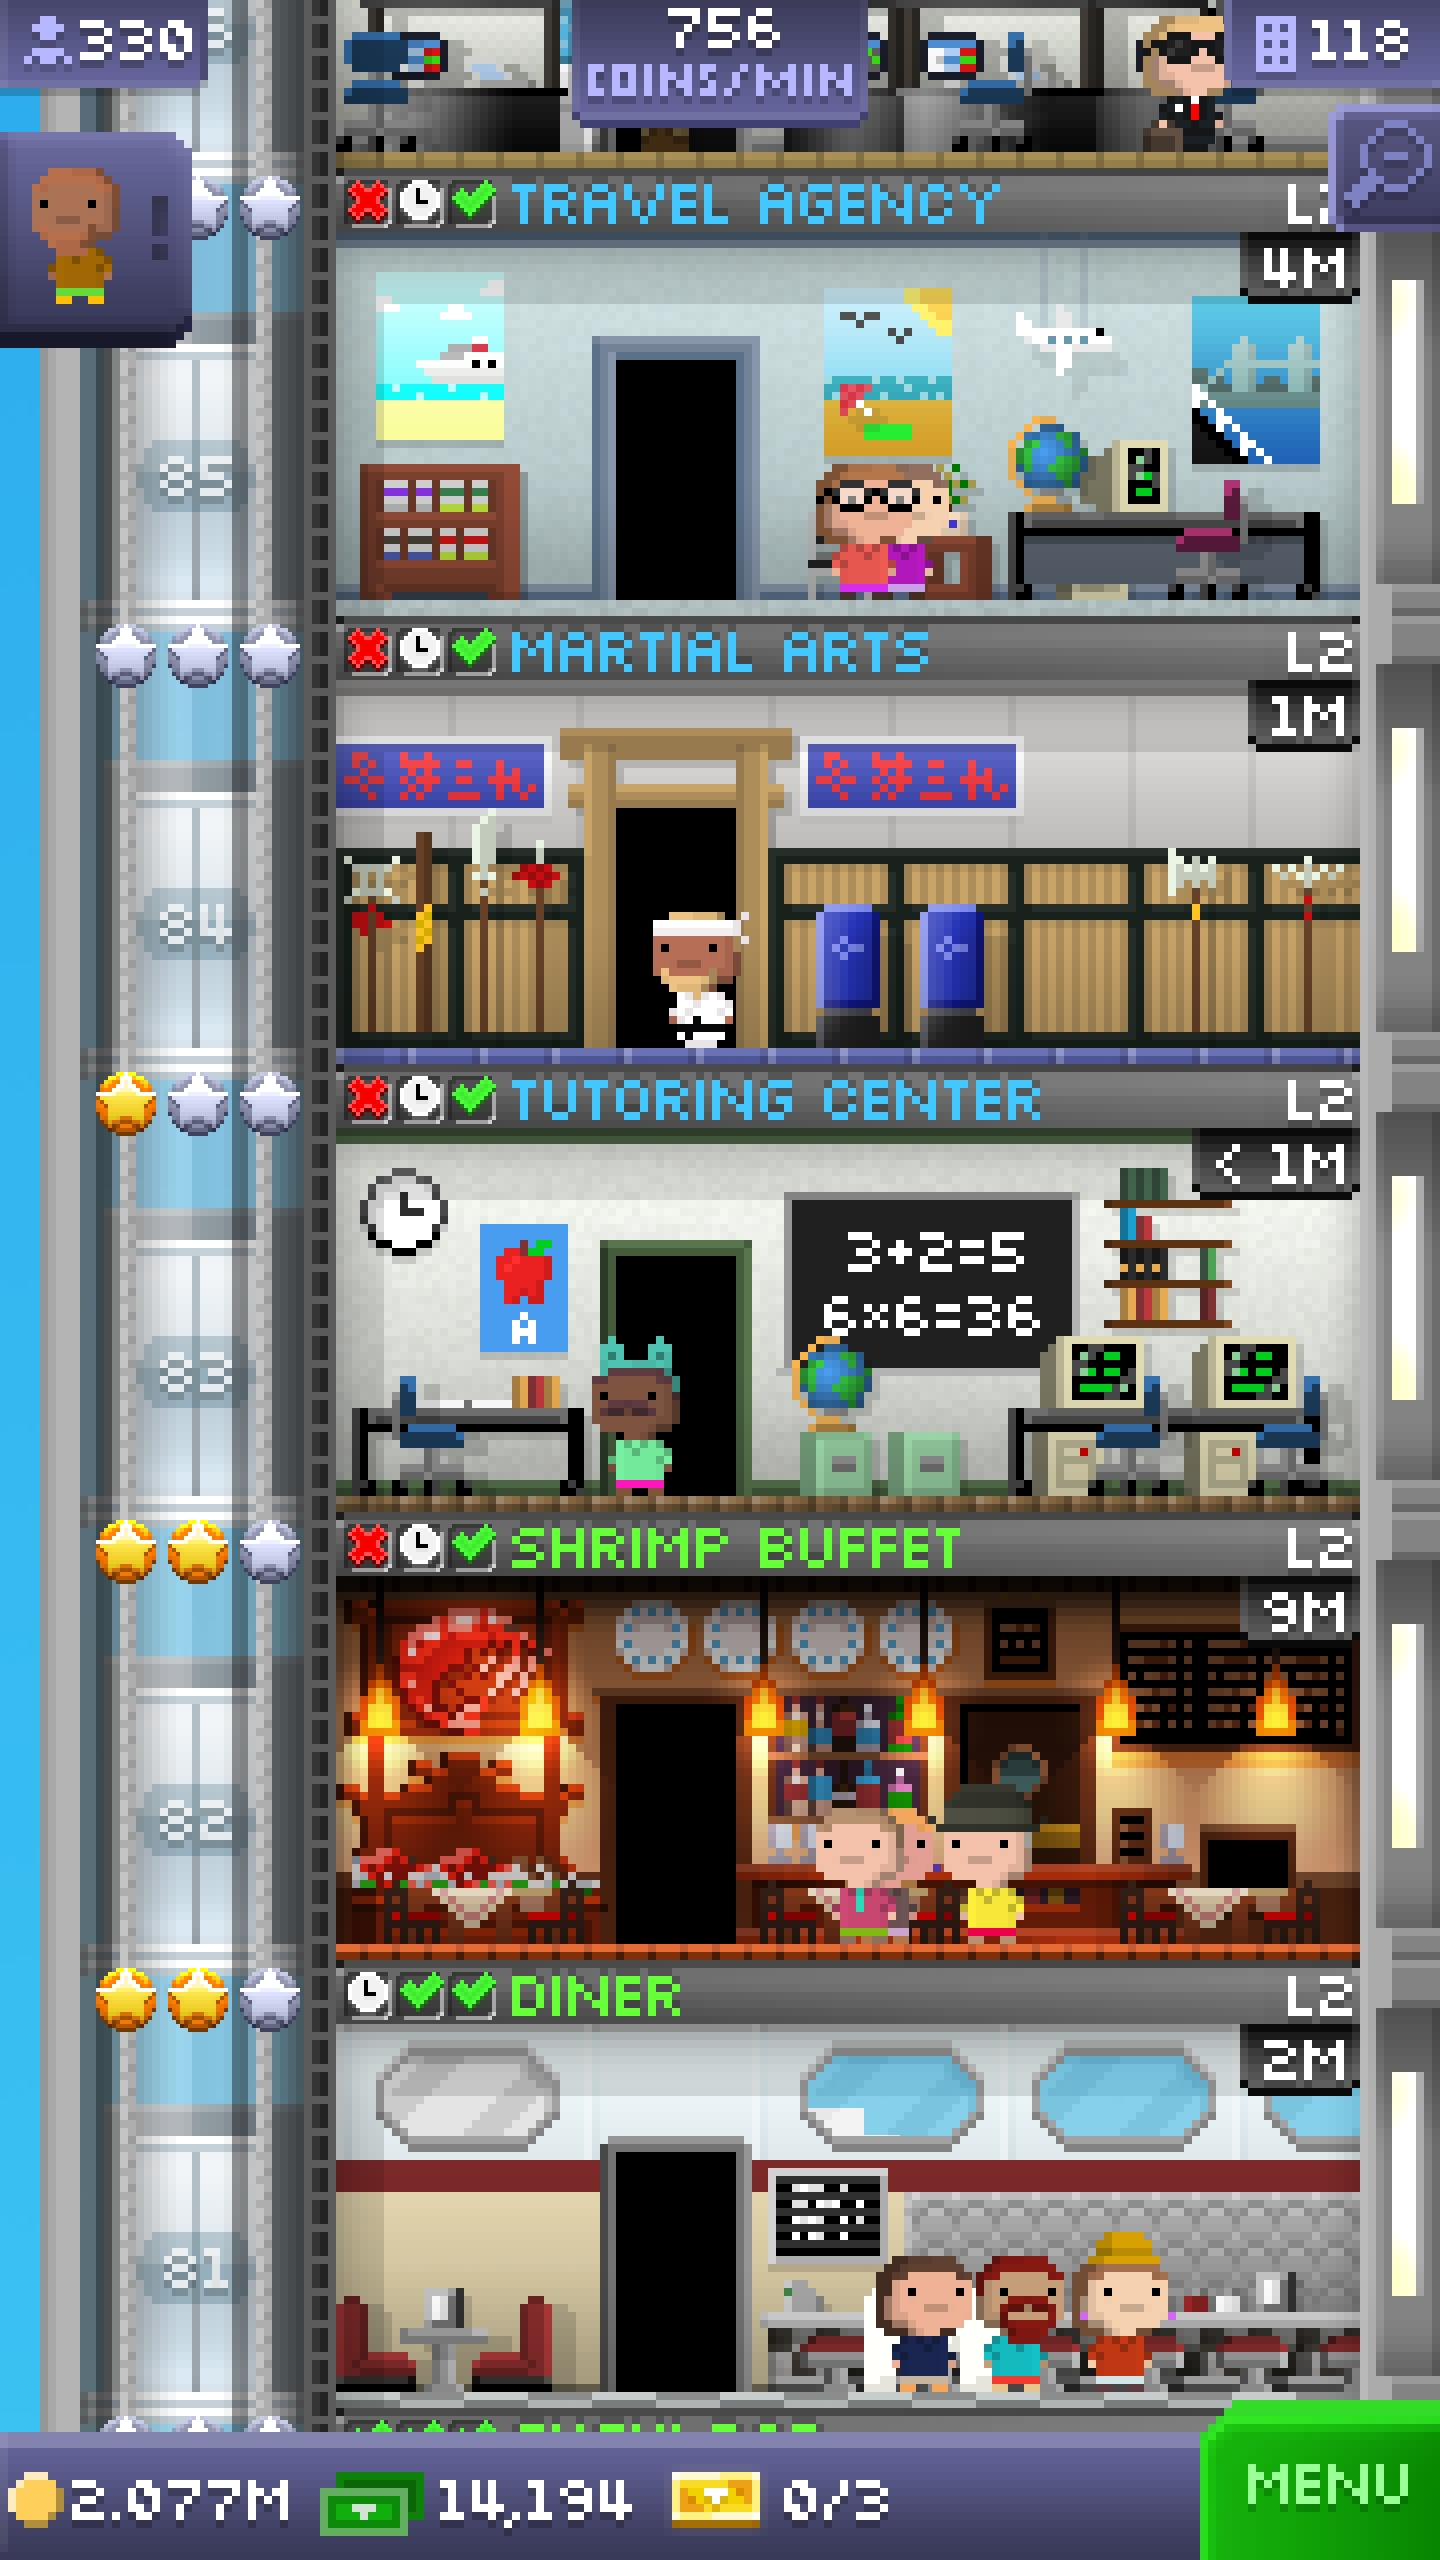 330
756
COINS/MIN
118
TRAVEL AGENCY
4M
85
MARTIAL ARTS L2
1M
84
TUTORING CENTER L2
< 1M
3+2=5
6×6=36
A
83
SHRIMP BUFFET L2
9M
82
DINER L2
2M
81
2.077M 14,194 0/3
MENU